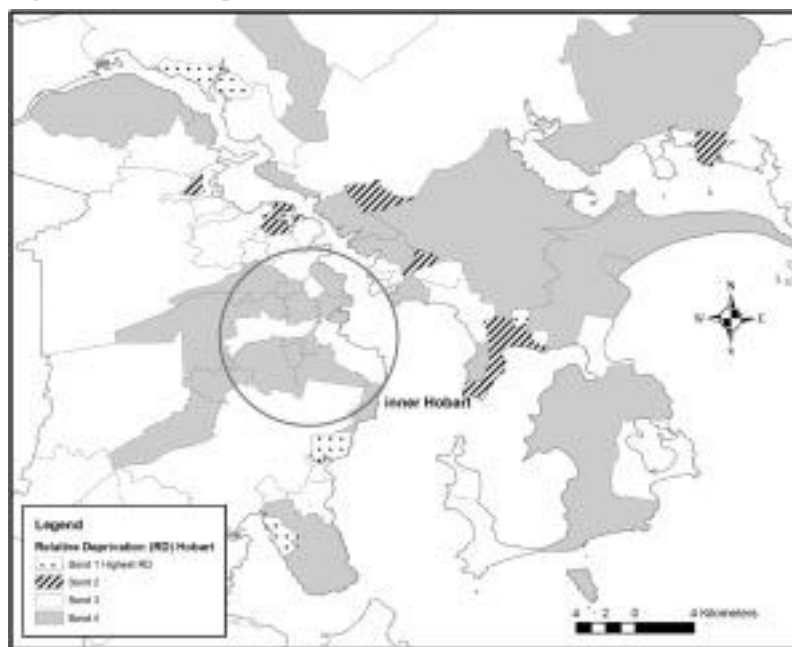 N
W E
S
inner Hobart
Legend
Relative Deprivation (RD) Hobart
Band 1 Highest RD
Band 2
Band 3
Band 4
4 2 0 4 Kilometers